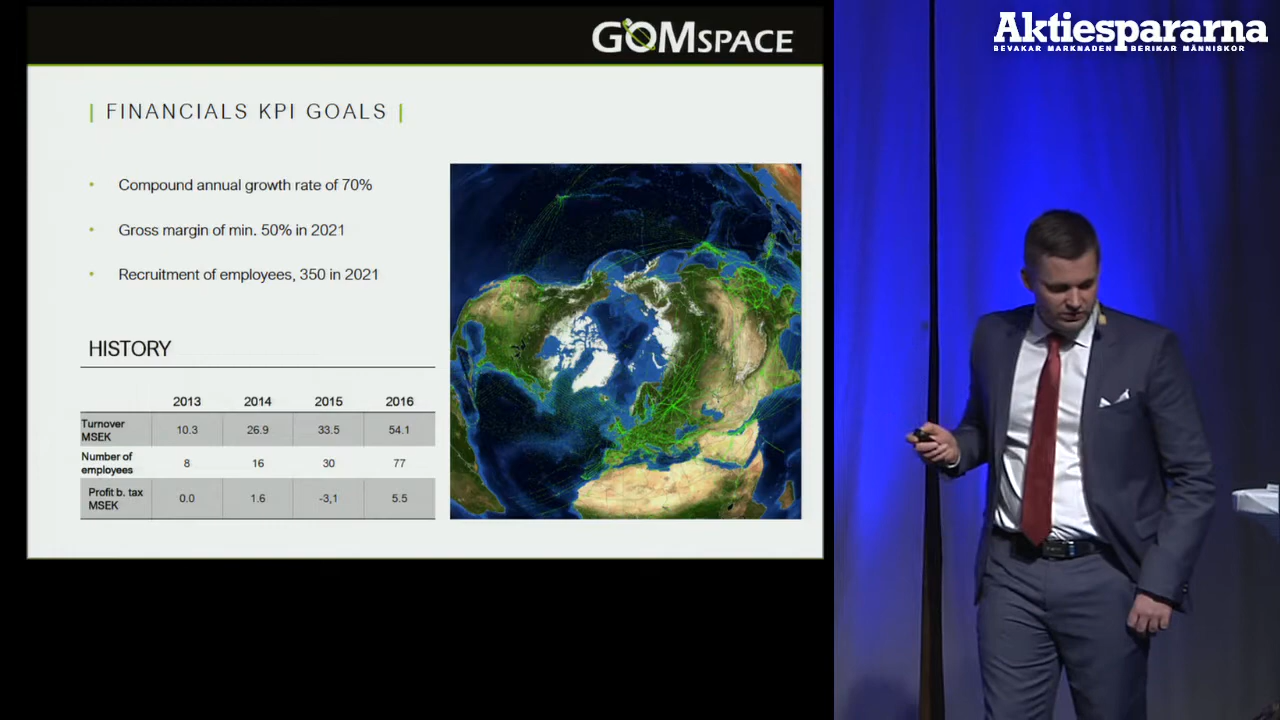 GOMSPACE
Aktiespararna
BEVAKAR MARKNADEN BERIKAR MÄNNISKOR
| FINANCIALS KPI GOALS |
• Compound annual growth rate of 70%
• Gross margin of min. 50% in 2021
• Recruitment of employees, 350 in 2021
HISTORY
2013 2014 2015 2016
Turnover MSEK 10.3 26.9 33.5 54.1
Number of employees 8 16 30 77
Profit b. tax MSEK 0.0 1.6 -3,1 5.5